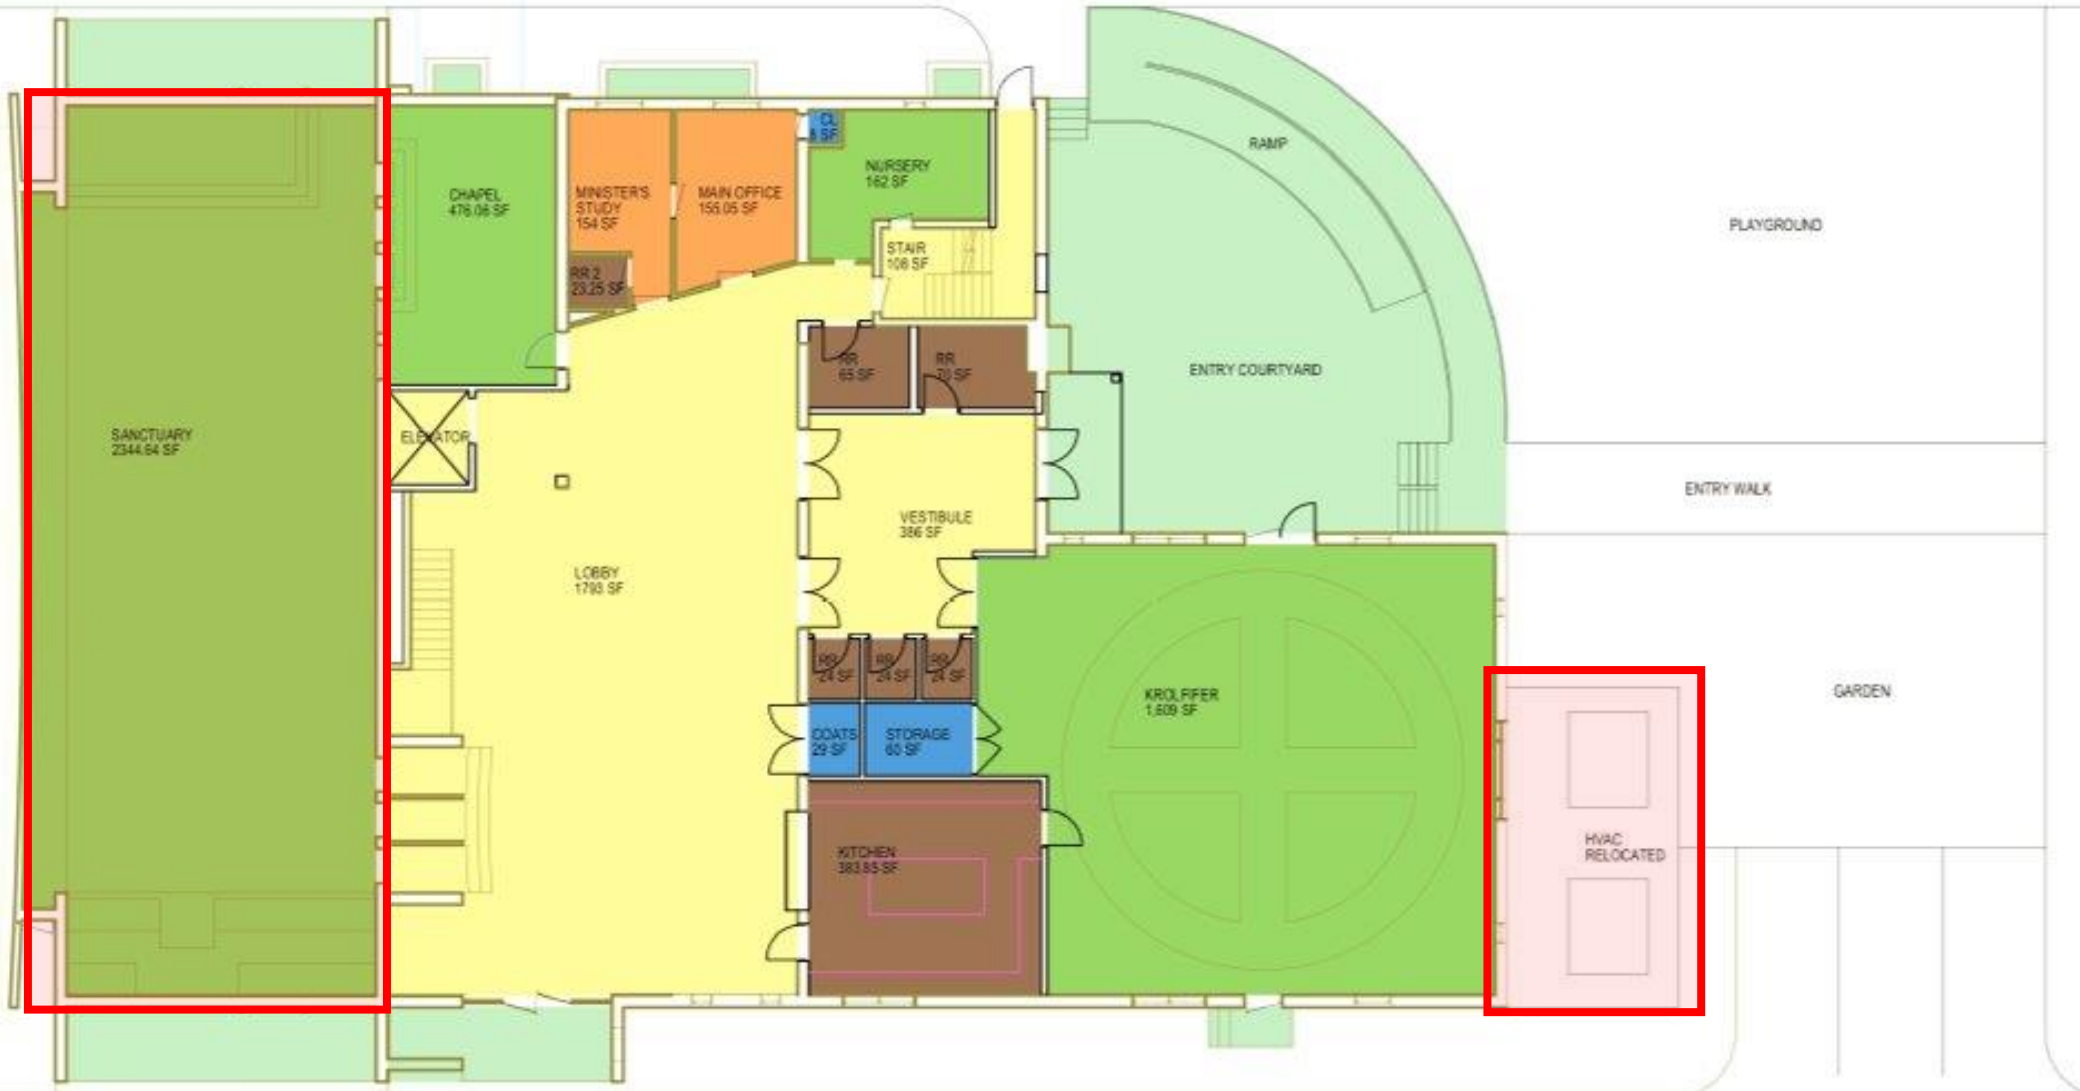 CL
8 SF
RAMP
NURSERY
162 SF
CHAPEL
476.06 SF
MINISTER'S
STUDY
154 SF
MAIN OFFICE
155.05 SF
PLAYGROUND
STAIR
106 SF
RR 2
23.25 SF
RR
65 SF
RR
70 SF
ENTRY COURTYARD
SANCTUARY
2344.64 SF
ELEVATOR
ENTRY WALK
VESTIBULE
386 SF
LOBBY
1793 SF
RR
24 SF
RR
24 SF
RR
24 SF
KROLFIFER
1,609 SF
GARDEN
COATS
29 SF
STORAGE
60 SF
HVAC
RELOCATED
KITCHEN
383.85 SF